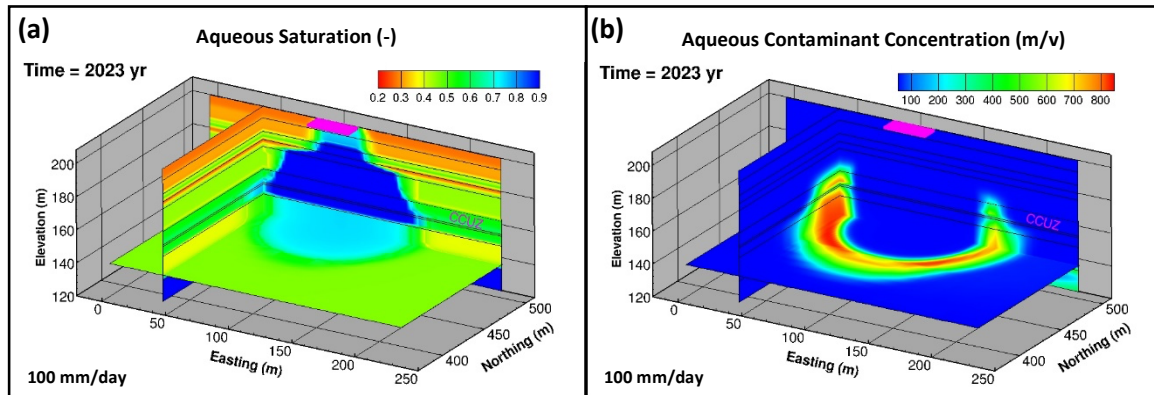 (a)
Aqueous Saturation (-)
Time = 2023 yr
0.2 0.3 0.4 0.5 0.6 0.7 0.8 0.9
200
180
160
140
120
Elevation (m)
CCUZ
0
50
100
150
200
250
Easting (m)
400
450
500
Northing (m)
100 mm/day
(b)
Aqueous Contaminant Concentration (m/v)
Time = 2023 yr
100 200 300 400 500 600 700 800
200
180
160
140
120
Elevation (m)
CCUZ
0
50
100
150
200
250
Easting (m)
400
450
500
Northing (m)
100 mm/day